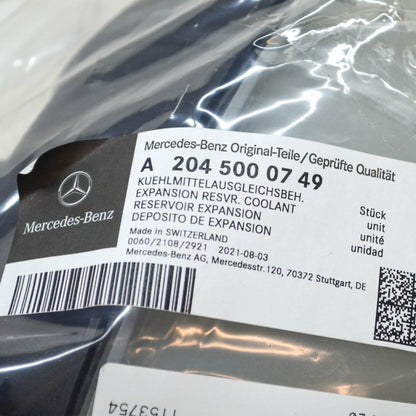 Mercedes-Benz Original-Teile/Geprüfte Qualität
A 204 500 07 49
KUEHLMITTELAUSGLEICHSBEH.
EXPANSION RESVR. COOLANT
RESERVOIR EXPANSION
DEPOSITO DE EXPANSION
Stück
unit
unité
unidad
Made in SWITZERLAND
0060/2108/2921 2021-08-03
Mercedes-Benz AG, Mercedesstr.120, 70372 Stuttgart, DE
Mercedes-Benz
1153754